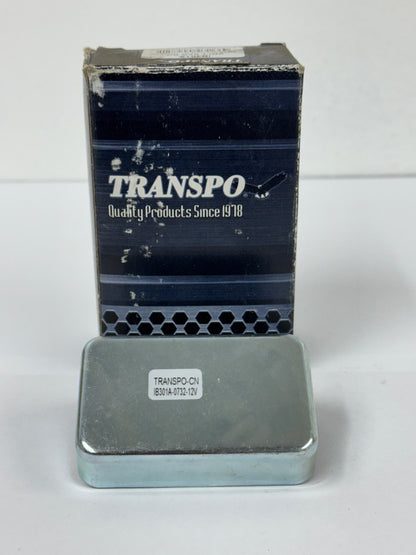 TRANSPO
Quality Products Since 1978
TRANSPO-CN
IB301A-0732-12V